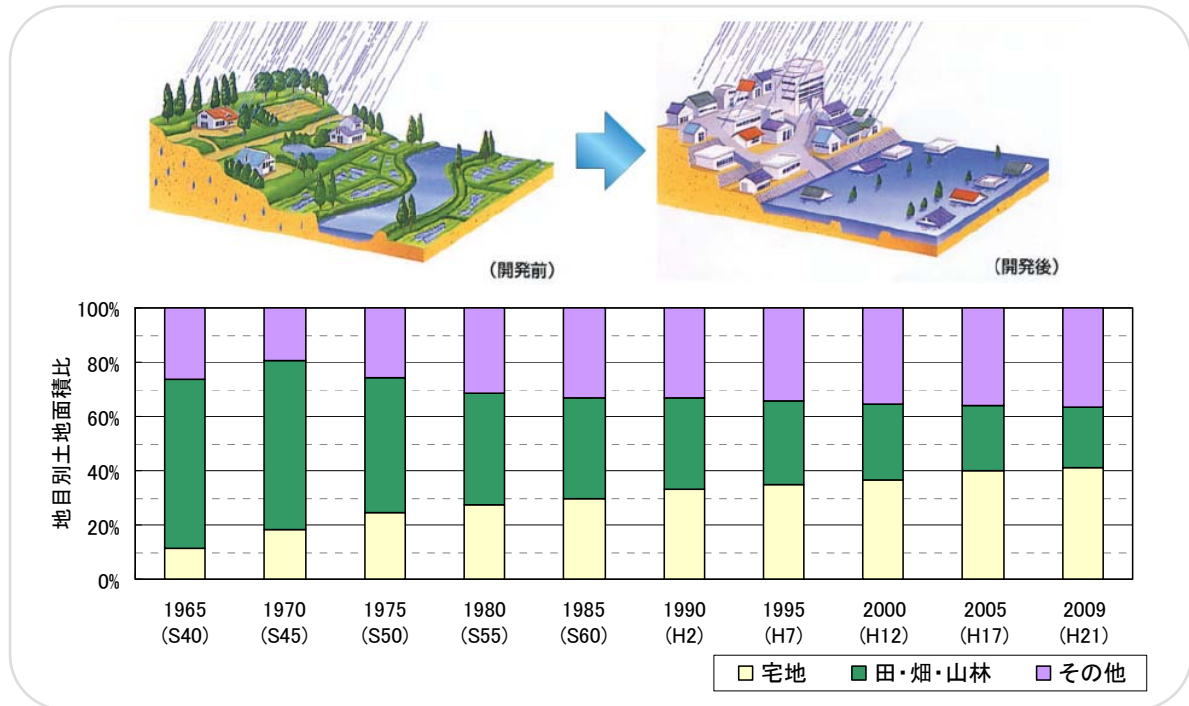 (開発前)
(開発後)
地目別土地面積比
100%
80%
60%
40%
20%
0%
1965 1970 1975 1980 1985 1990 1995 2000 2005 2009
(S40) (S45) (S50) (S55) (S60) (H2) (H7) (H12) (H17) (H21)
宅地 田・畑・山林 その他